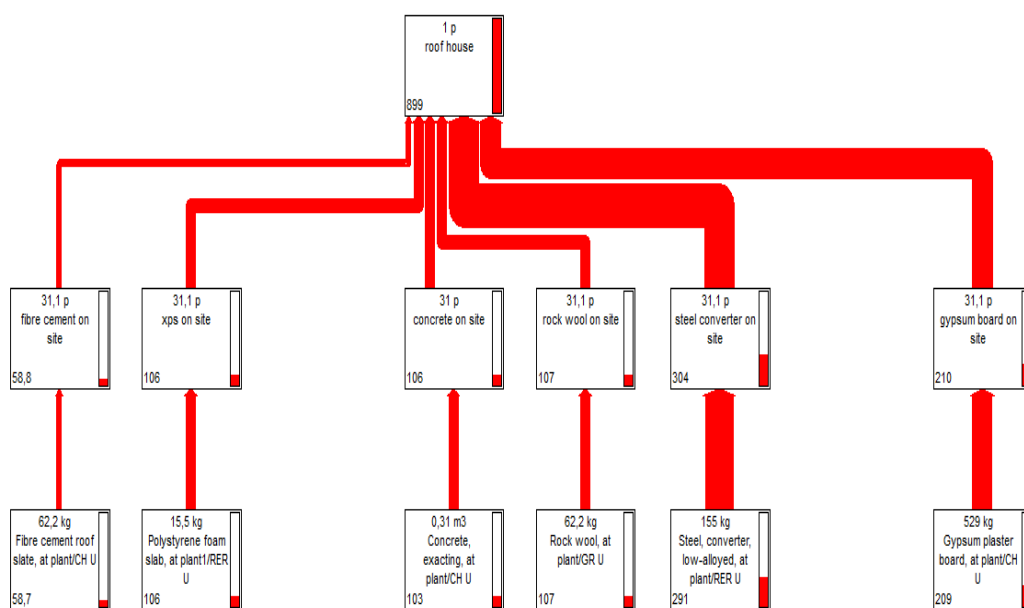 1 p
roof house
899
31,1 p
fibre cement on
site
58,8
31,1 p
xps on site
106
31 p
concrete on site
106
31,1 p
rock wool on site
107
31,1 p
steel converter on
site
304
31,1 p
gypsum board on
site
210
62,2 kg
Fibre cement roof
slate, at plant/CH U
58,7
15,5 kg
Polystyrene foam
slab, at plant1/RER
U
106
0,31 m3
Concrete,
exacting, at
plant/CH U
103
62,2 kg
Rock wool, at
plant/GR U
107
155 kg
Steel, converter,
low-alloyed, at
plant/RER U
291
529 kg
Gypsum plaster
board, at plant/CH
U
209